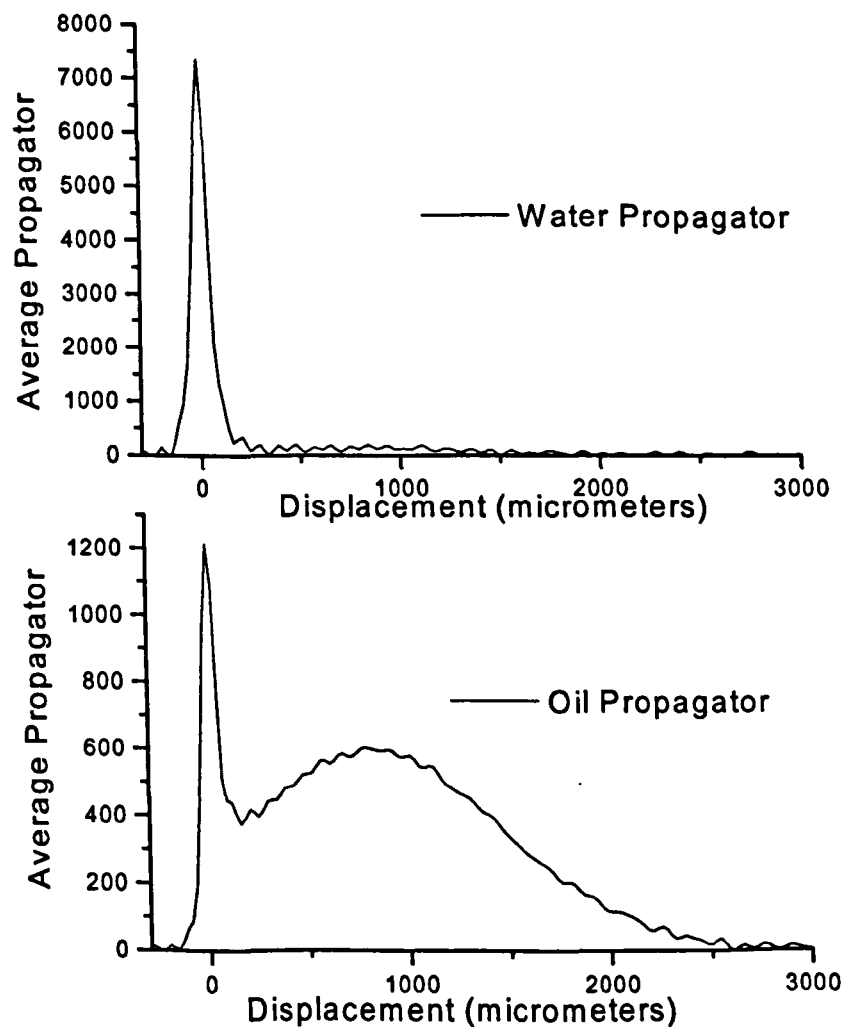 8000
7000
6000
5000
4000
3000
2000
1000
0
Average Propagator
Water Propagator
0 1000 2000 3000
Displacement (micrometers)
1200
1000
800
600
400
200
0
Average Propagator
Oil Propagator
0 1000 2000 3000
Displacement (micrometers)